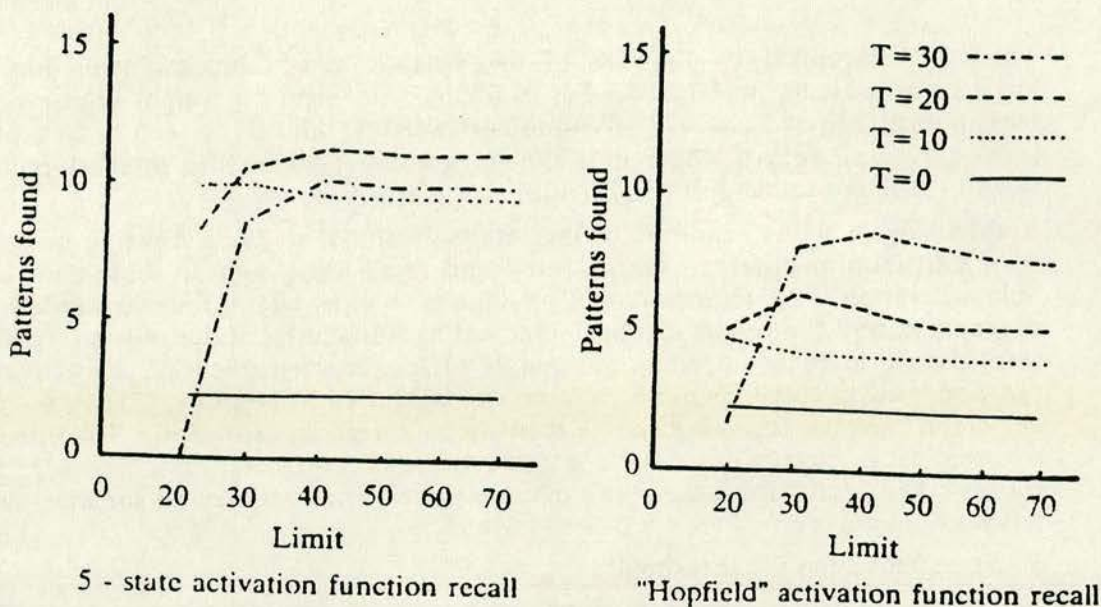 15
10
5
0
Patterns found
0 20 30 40 50 60 70
Limit
5 - state activation function recall
15
10
5
0
Patterns found
T=30
T=20
T=10
T=0
0 20 30 40 50 60 70
Limit
"Hopfield" activation function recall